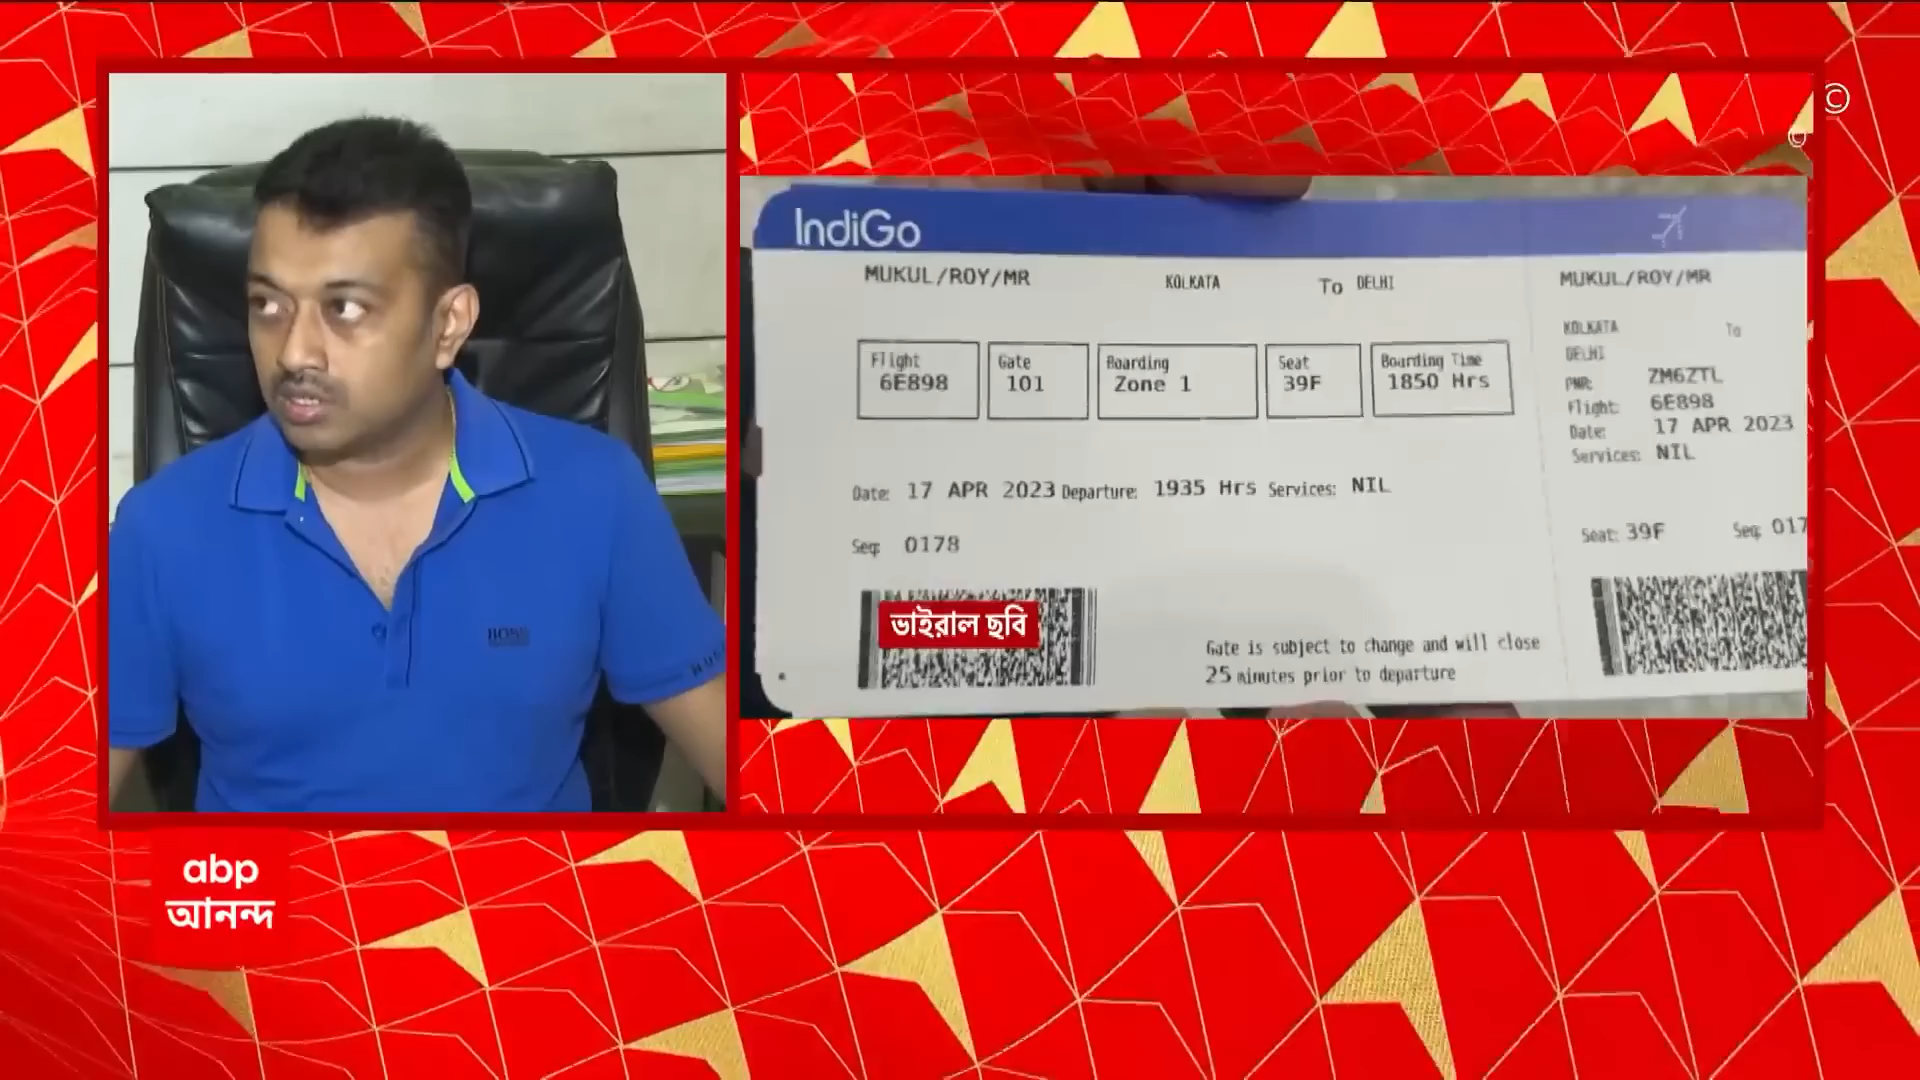 ©
©
IndiGo
MUKUL/ROY/MR
KOLKATA
To DELHI
Flight
6E898
Gate
101
Boarding
Zone 1
Seat
39F
Boarding Time
1850 Hrs
Date: 17 APR 2023 Departure: 1935 Hrs Services: NIL
Seq: 0178
ভাইরাল ছবি
Gate is subject to change and will close
25 minutes prior to departure
MUKUL/ROY/MR
KOLKATA To
DELHI
PNR: ZM6ZTL
Flight: 6E898
Date: 17 APR 2023
Services: NIL
Seat: 39F Seq: 017
BOSS
abp
আনন্দ